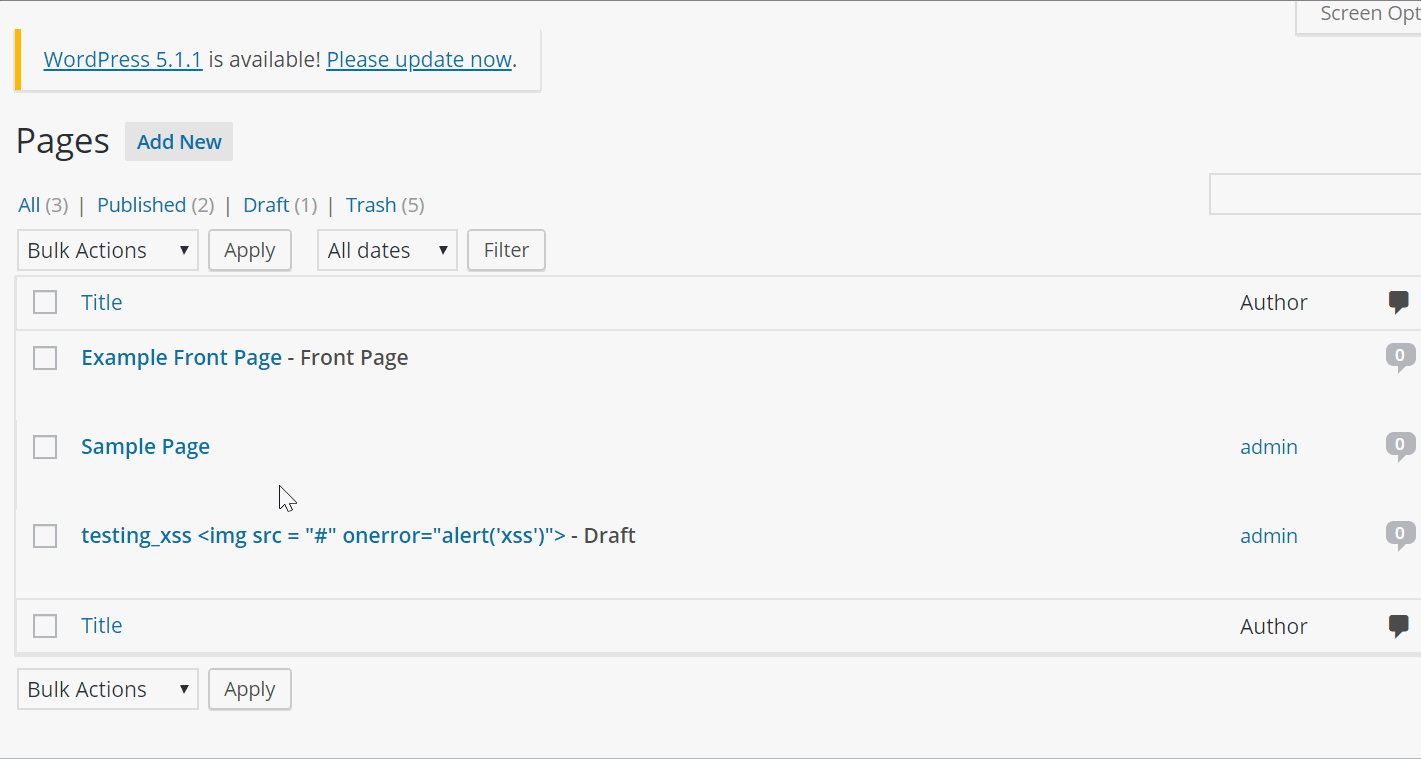 Screen Opt
WordPress 5.1.1 is available! Please update now.
Pages Add New
All (3) | Published (2) | Draft (1) | Trash (5)
Bulk Actions Apply All dates Filter
Title Author
Example Front Page - Front Page 0
Sample Page admin 0
testing_xss <img src = "#" onerror="alert('xss')"> - Draft admin 0
Title Author
Bulk Actions Apply